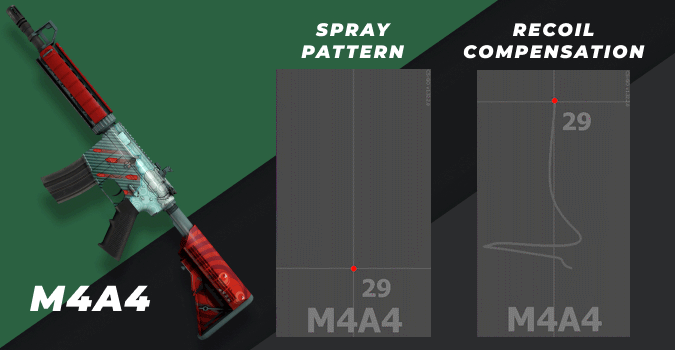 SPRAY
PATTERN
RECOIL
COMPENSATION
29
29
M4A4
M4A4
M4A4